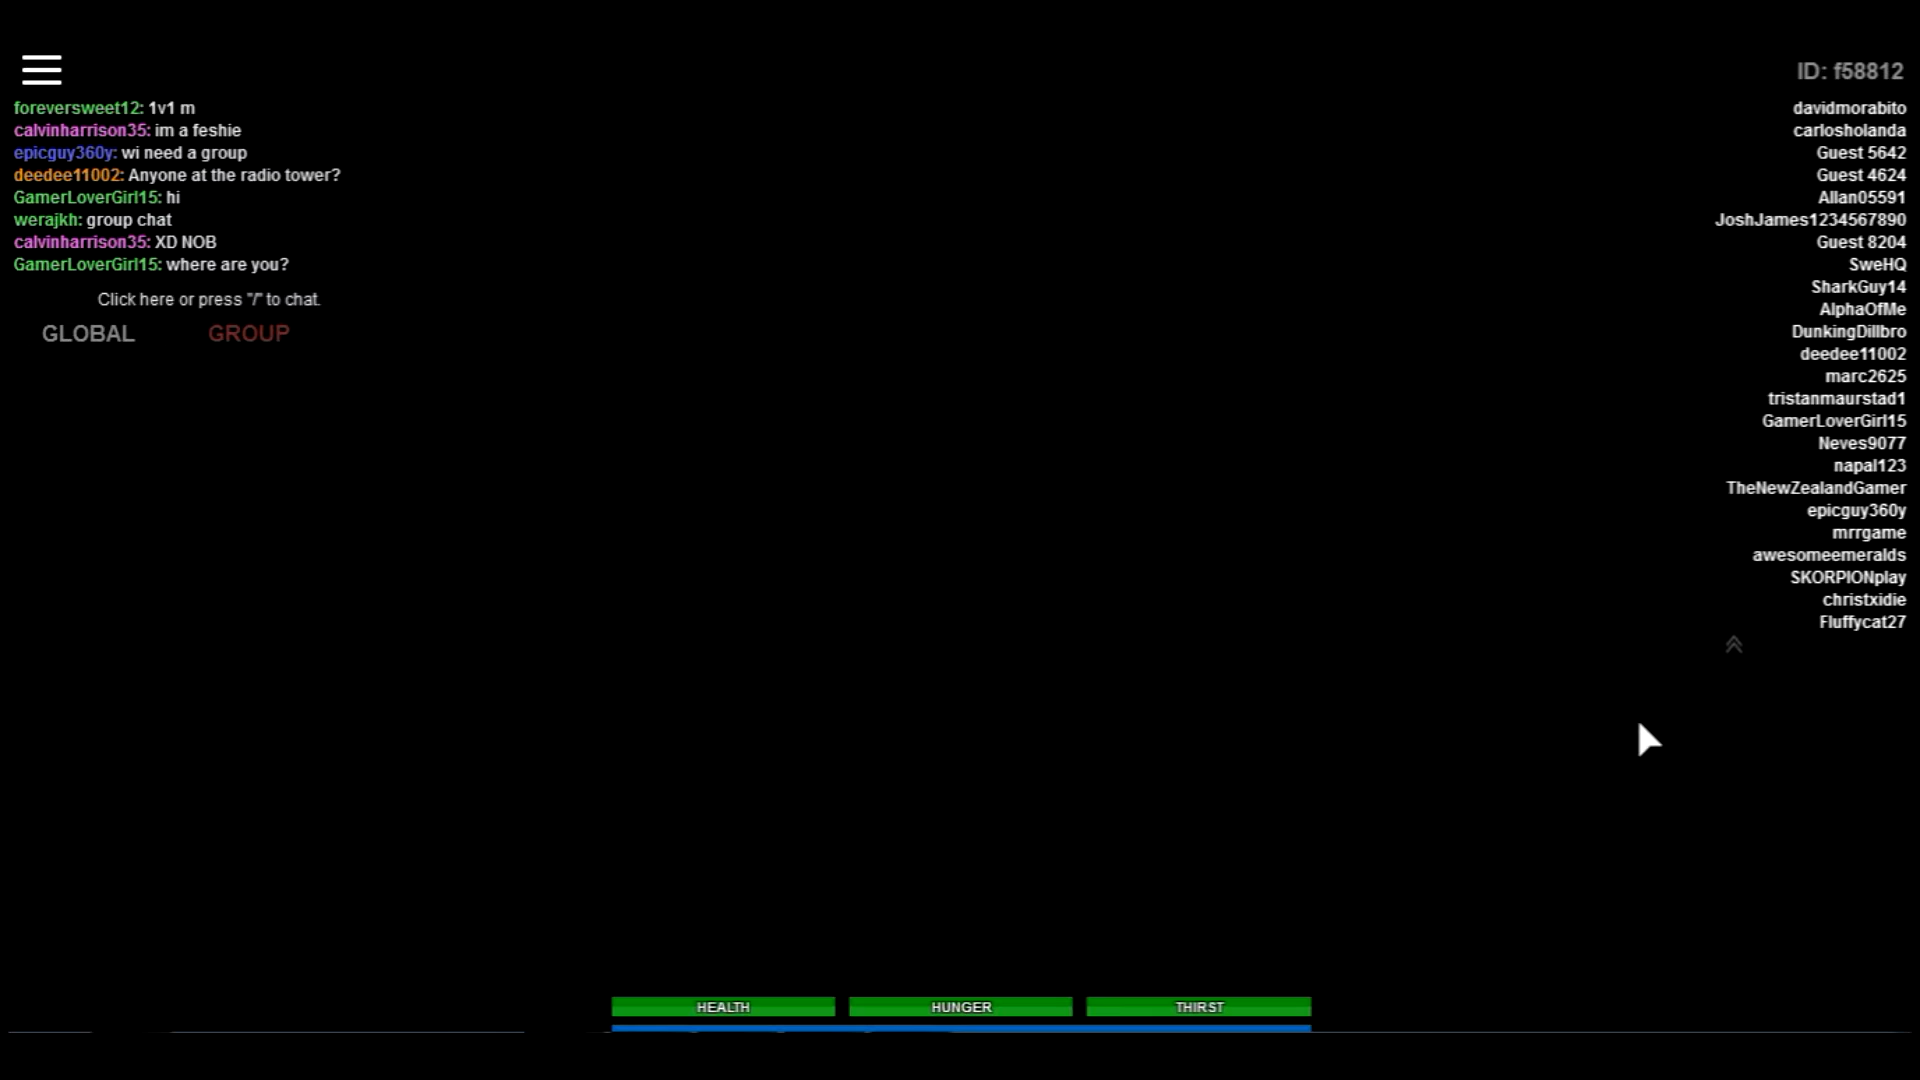 ID: f58812
foreversweet12: 1v1 m
calvinharrison35: im a feshie
epicguy360y: wi need a group
deedee11002: Anyone at the radio tower?
GamerLoverGirl15: hi
werajkh: group chat
calvinharrison35: XD NOB
GamerLoverGirl15: where are you?
Click here or press "/" to chat.
GLOBAL GROUP
davidmorabito
carlosholanda
Guest 5642
Guest 4624
Allan05591
JoshJames1234567890
Guest 8204
SweHQ
SharkGuy14
AlphaOfMe
DunkingDillbro
deedee11002
marc2625
tristanmaurstad1
GamerLoverGirl15
Neves9077
napal123
TheNewZealandGamer
epicguy360y
mrrgame
awesomeemeralds
SKORPIONplay
christxidie
Fluffycat27
HEALTH HUNGER THIRST